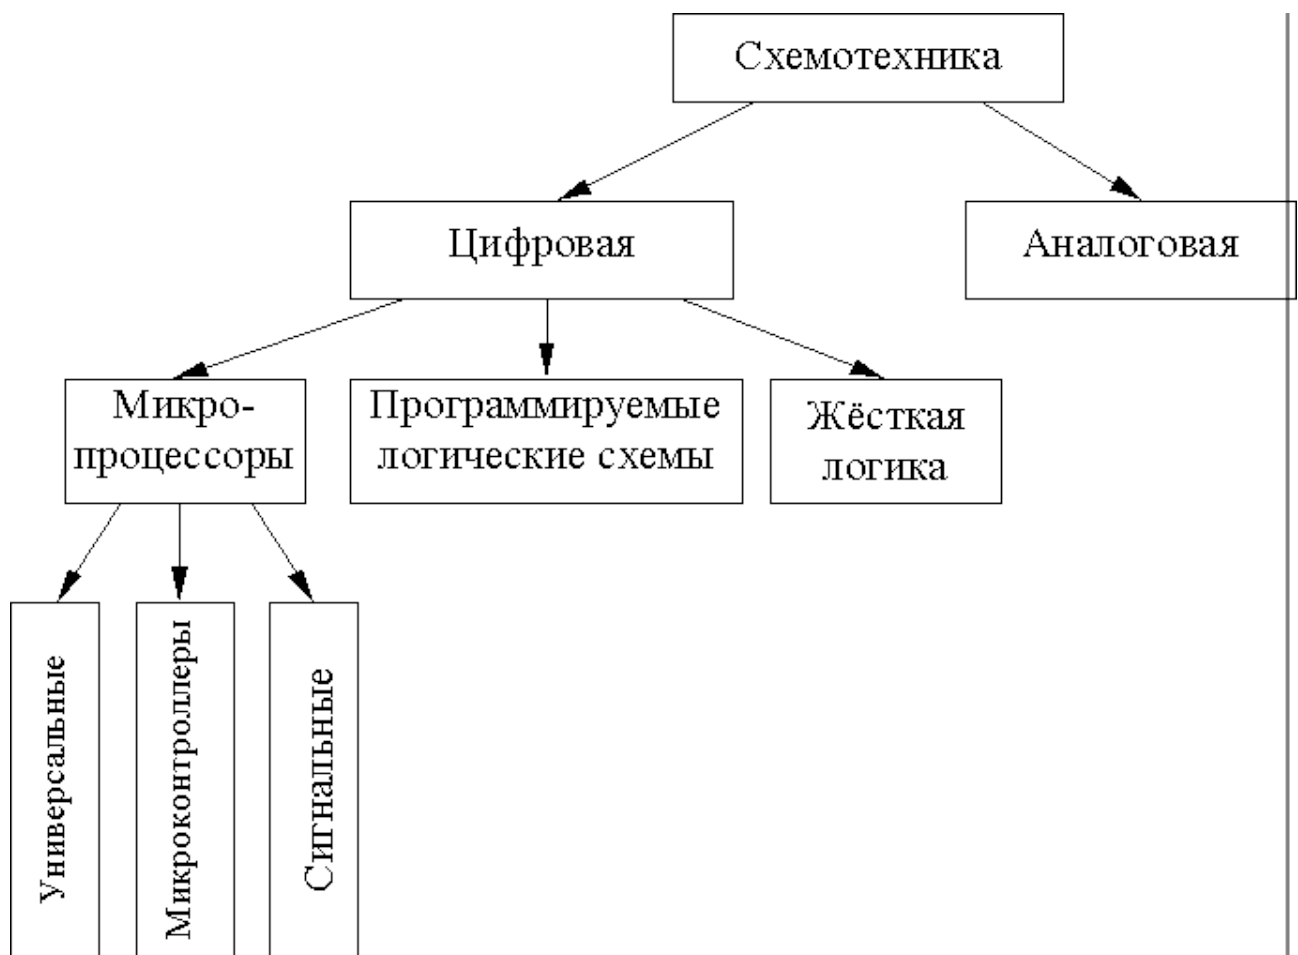 Схемотехника
Цифровая
Аналоговая
Микро-
процессоры
Программируемые
логические схемы
Жёсткая
логика
Универсальные
Микроконтроллеры
Сигнальные